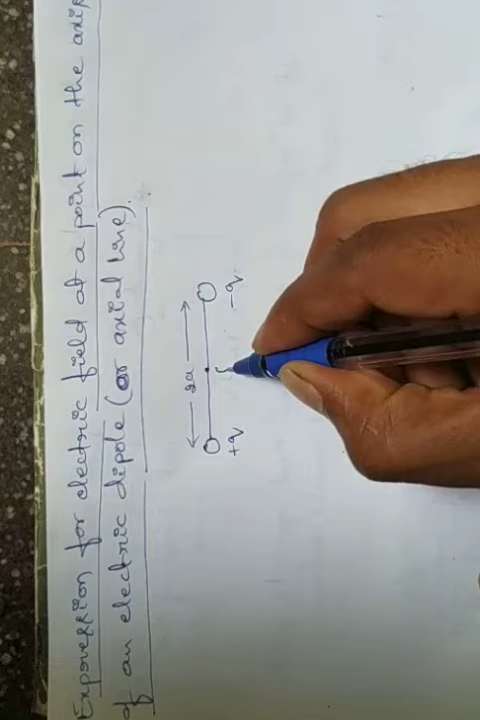 Expression for electric field at a point on the axis
of an electric dipole (or axial line).
2a
+q -q